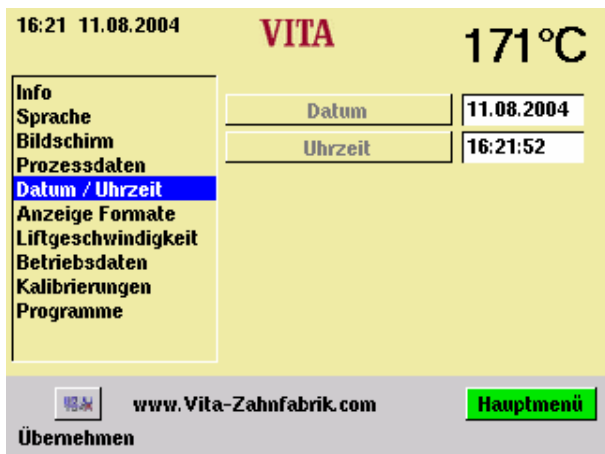 16:21 11.08.2004
VITA
171°C
Info
Sprache
Bildschirm
Prozessdaten
Datum / Uhrzeit
Anzeige Formate
Liftgeschwindigkeit
Betriebsdaten
Kalibrierungen
Programme
Datum 11.08.2004
Uhrzeit 16:21:52
www.Vita-Zahnfabrik.com
Hauptmenü
Übernehmen